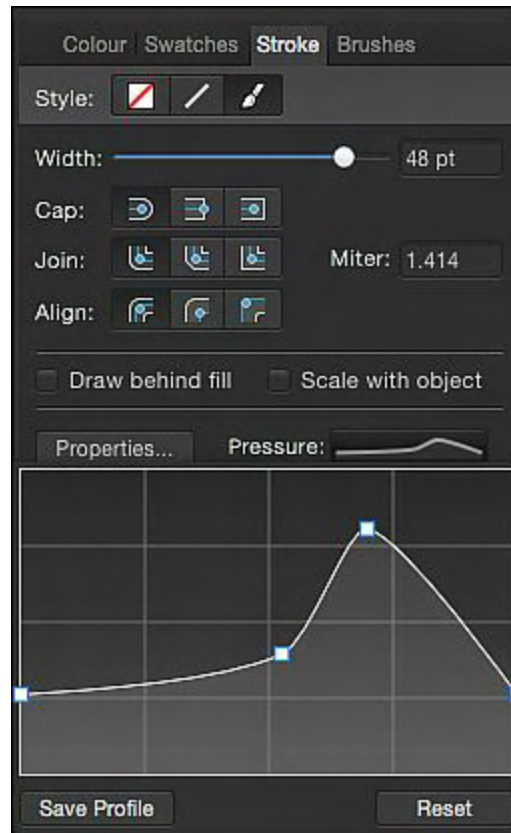 Colour Swatches Stroke Brushes
Style:
Width: 48 pt
Cap:
Join: Miter: 1.414
Align:
Draw behind fill Scale with object
Properties... Pressure:
Save Profile Reset